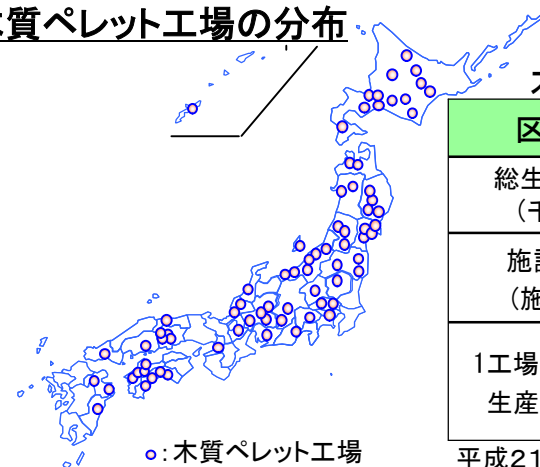 質ペレット工場の分布
区
総生
(千
施設
(施
1工場
生産
:木質ペレット工場
平成21